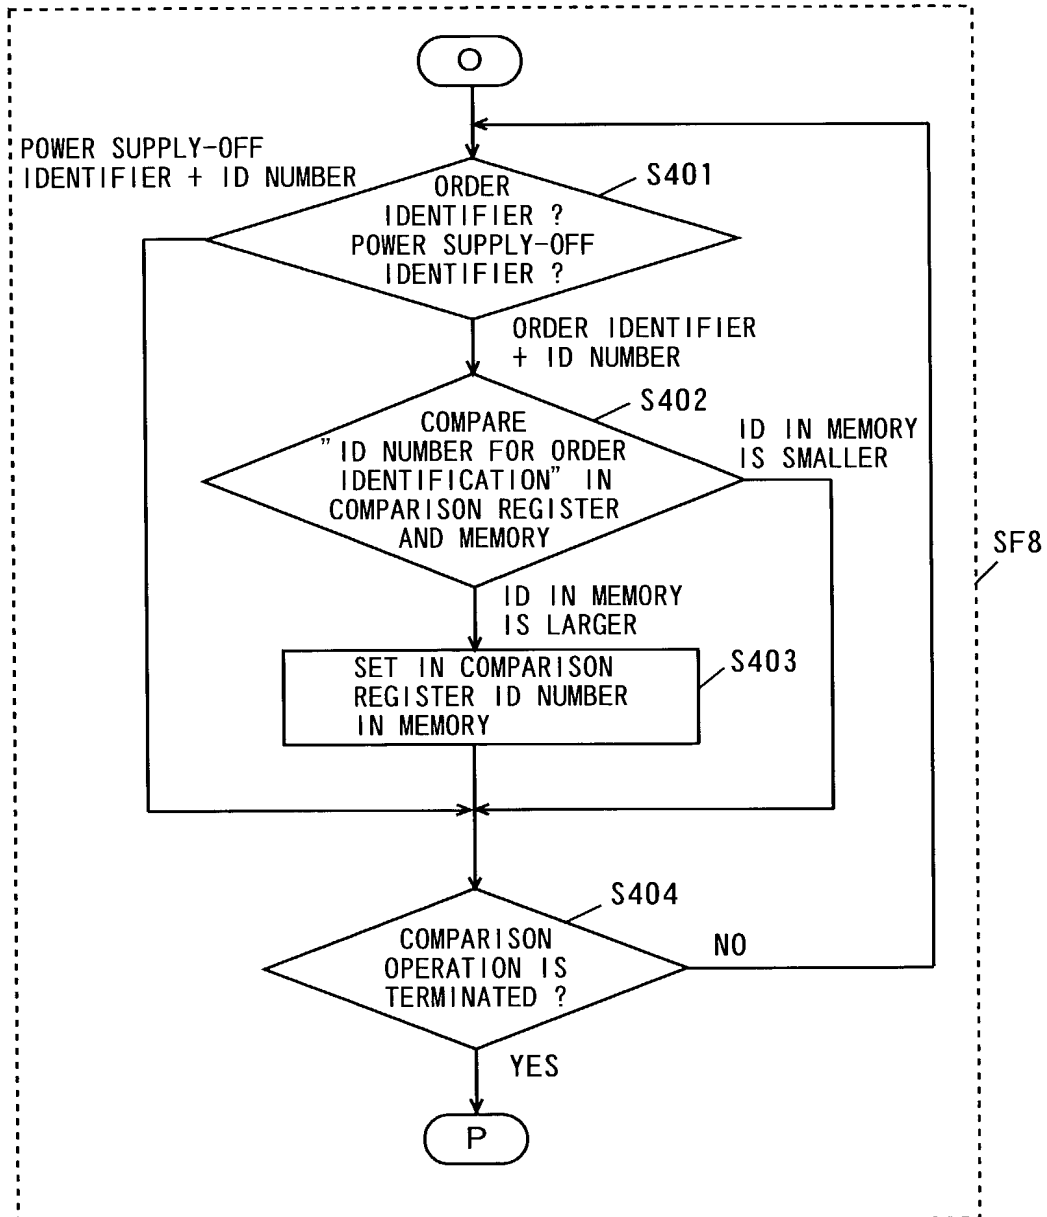 O
POWER SUPPLY-OFF
IDENTIFIER + ID NUMBER
S401
ORDER
IDENTIFIER ?
POWER SUPPLY-OFF
IDENTIFIER ?
ORDER IDENTIFIER
+ ID NUMBER
S402
COMPARE
"ID NUMBER FOR ORDER
IDENTIFICATION" IN
COMPARISON REGISTER
AND MEMORY
ID IN MEMORY
IS SMALLER
SF8
ID IN MEMORY
IS LARGER
S403
SET IN COMPARISON
REGISTER ID NUMBER
IN MEMORY
S404
COMPARISON
OPERATION IS
TERMINATED ?
NO
YES
P